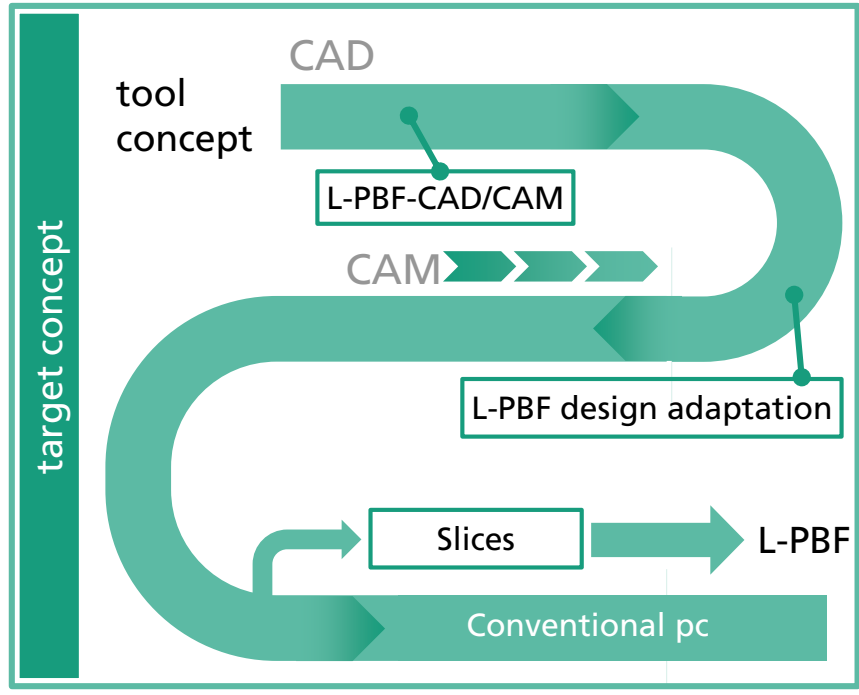 target concept
CAD
tool
concept
L-PBF-CAD/CAM
CAM
L-PBF design adaptation
Slices
L-PBF
Conventional pc